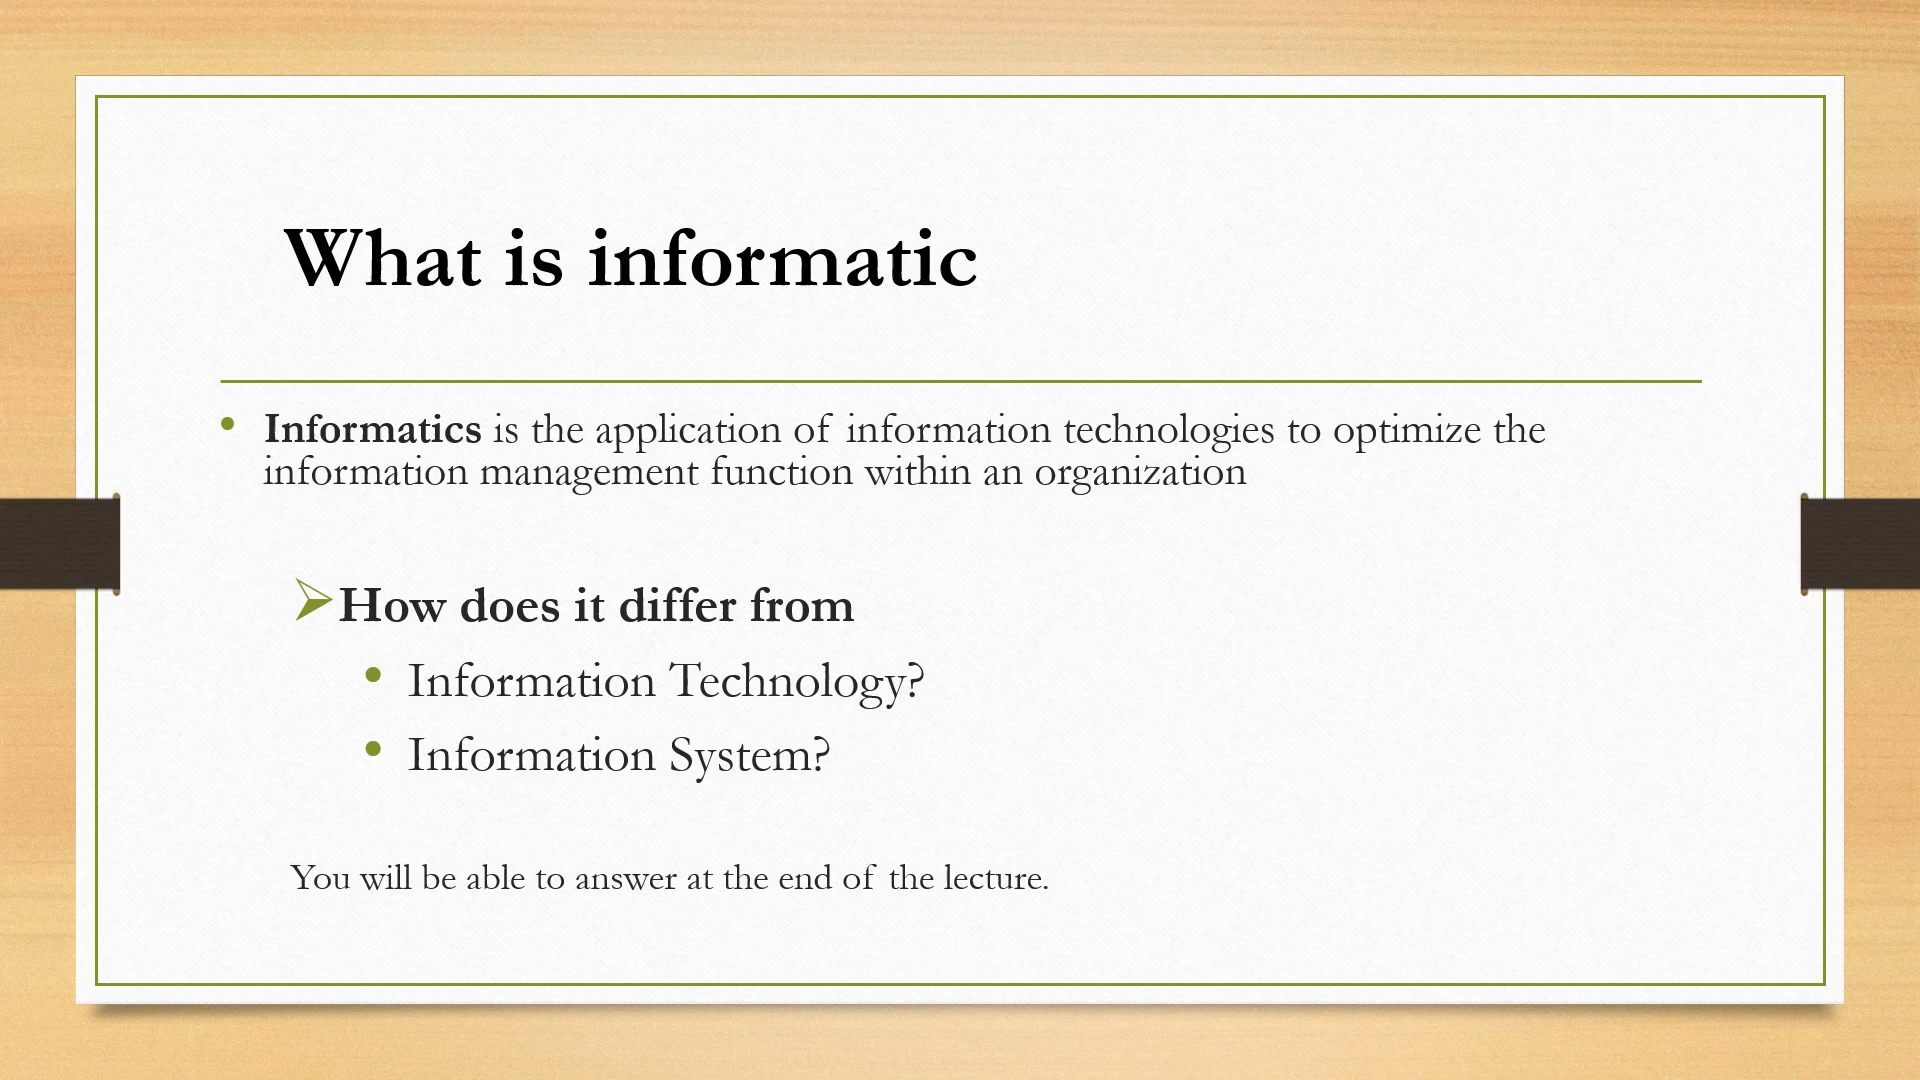 What is informatic
• Informatics is the application of information technologies to optimize the
information management function within an organization
➢How does it differ from
• Information Technology?
• Information System?
You will be able to answer at the end of the lecture.